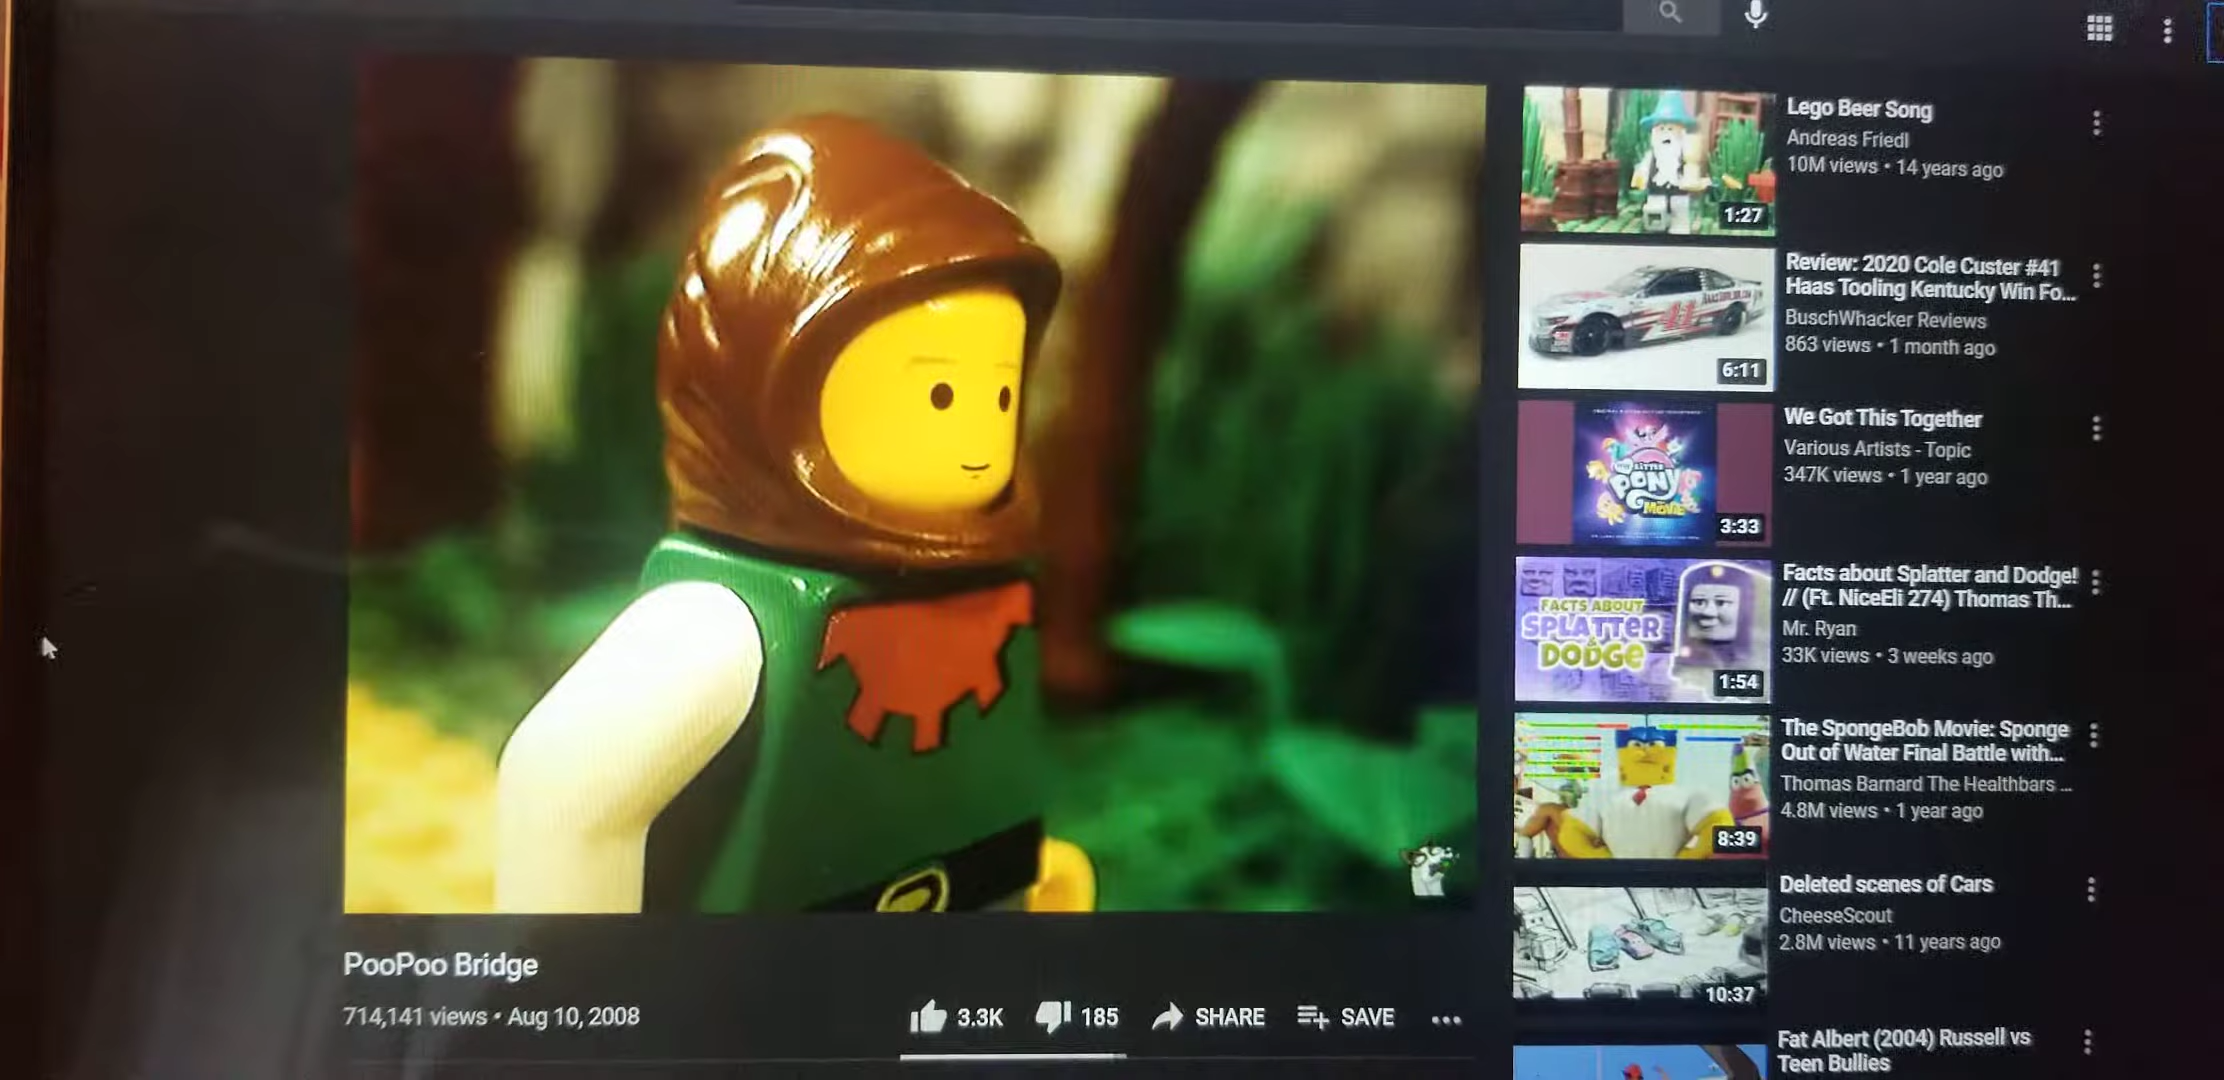 Lego Beer Song
Andreas Friedl
10M views • 14 years ago
1:27
Review: 2020 Cole Custer #41
Haas Tooling Kentucky Win Fo...
BuschWhacker Reviews
863 views • 1 month ago
41
6:11
We Got This Together
Various Artists - Topic
347K views • 1 year ago
MY LITTLE
PONY
MOVIE
3:33
Facts about Splatter and Dodge!
// (Ft. NiceEli 274) Thomas Th...
Mr. Ryan
33K views • 3 weeks ago
FACTS ABOUT
SPLATTER
&
DODGE
1:54
The SpongeBob Movie: Sponge
Out of Water Final Battle with...
Thomas Barnard The Healthbars ...
4.8M views • 1 year ago
8:39
Deleted scenes of Cars
CheeseScout
2.8M views • 11 years ago
10:37
Fat Albert (2004) Russell vs
Teen Bullies
PooPoo Bridge
714,141 views • Aug 10, 2008
3.3K
185
SHARE
SAVE